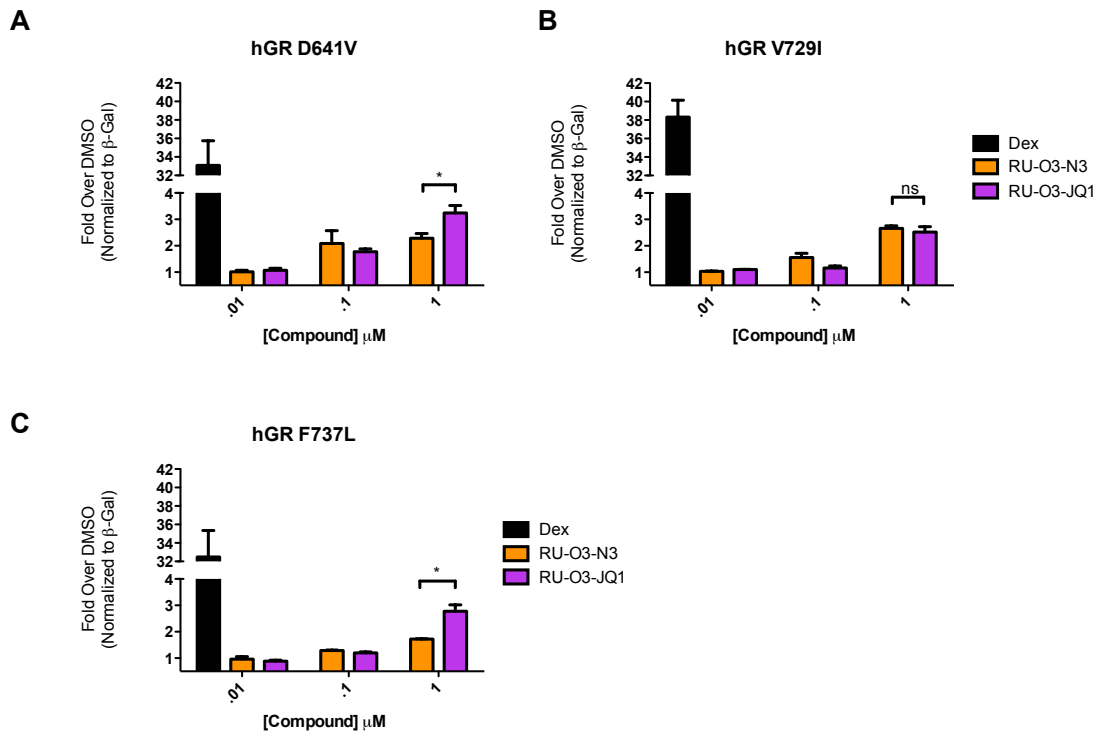 A
hGR D641V
Fold Over DMSO
(Normalized to β-Gal)
42
40
38
36
34
32
4
3
2
1
*
.01
.1
1
[Compound] μM
B
hGR V729I
Fold Over DMSO
(Normalized to β-Gal)
42
40
38
36
34
32
4
3
2
1
ns
.01
.1
1
[Compound] μM
Dex
RU-O3-N3
RU-O3-JQ1
C
hGR F737L
Fold Over DMSO
(Normalized to β-Gal)
42
40
38
36
34
32
4
3
2
1
*
.01
.1
1
[Compound] μM
Dex
RU-O3-N3
RU-O3-JQ1